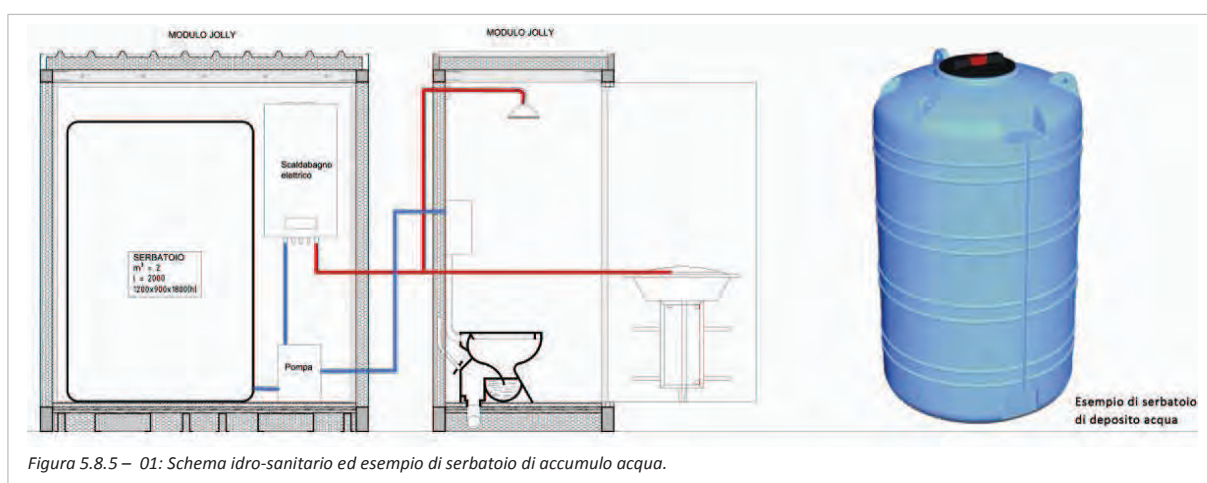 MODULO JOLLY
MODULO JOLLY
Scaldabagno
elettrico
SERBATOIO
m³ = 2
l = 2000
1200x900x18000(h)
Pompa
Esempio di serbatoio
di deposito acqua
Figura 5.8.5 – 01: Schema idro-sanitario ed esempio di serbatoio di accumulo acqua.